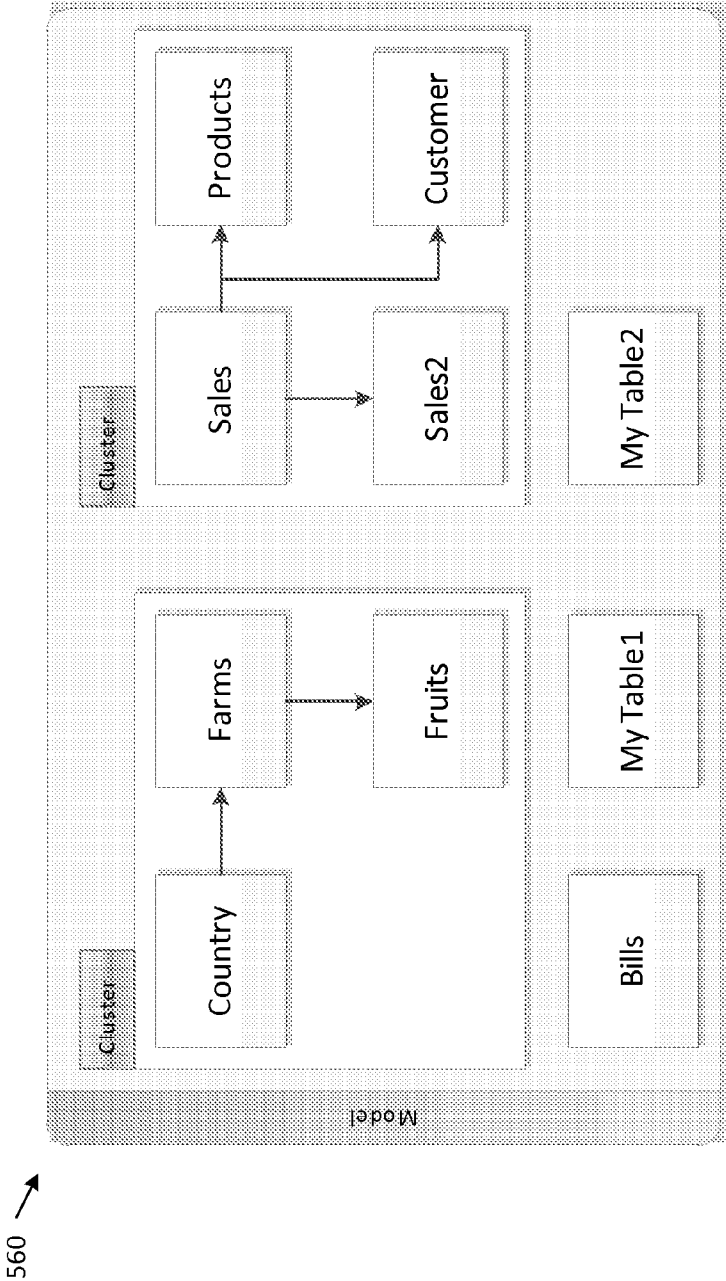 560
Model
Cluster
Cluster
Country
Farms
Sales
Products
Fruits
Sales2
Customer
Bills
My Table1
My Table2